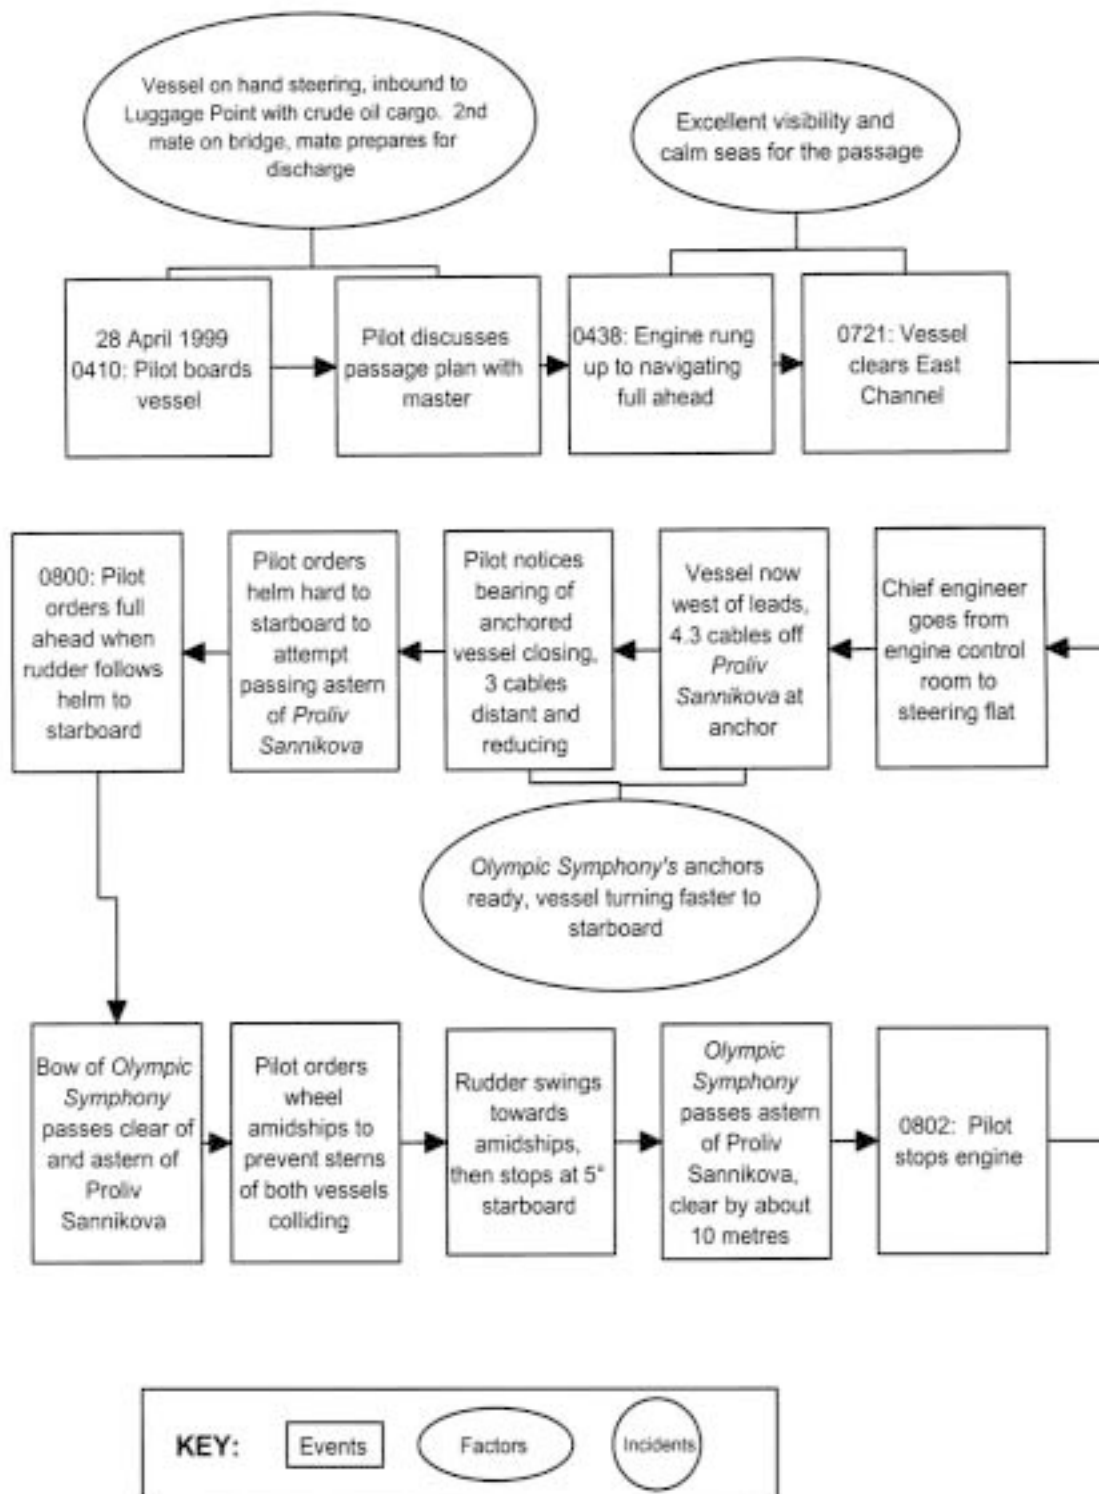 Vessel on hand steering, inbound to
Luggage Point with crude oil cargo. 2nd
mate on bridge, mate prepares for
discharge
Excellent visibility and
calm seas for the passage
28 April 1999
0410: Pilot boards
vessel
Pilot discusses
passage plan with
master
0438: Engine rung
up to navigating
full ahead
0721: Vessel
clears East
Channel
Chief engineer
goes from
engine control
room to
steering flat
Vessel now
west of leads,
4.3 cables off
Proliv
Sannikova at
anchor
Pilot notices
bearing of
anchored
vessel closing,
3 cables
distant and
reducing
Pilot orders
helm hard to
starboard to
attempt
passing astern
of Proliv
Sannikova
0800: Pilot
orders full
ahead when
rudder follows
helm to
starboard
Olympic Symphony's anchors
ready, vessel turning faster to
starboard
Bow of Olympic
Symphony
passes clear of
and astern of
Proliv
Sannikova
Pilot orders
wheel
amidships to
prevent sterns
of both vessels
colliding
Rudder swings
towards
amidships,
then stops at 5°
starboard
Olympic
Symphony
passes astern
of Proliv
Sannikova,
clear by about
10 metres
0802: Pilot
stops engine
KEY:
Events
Factors
Incidents